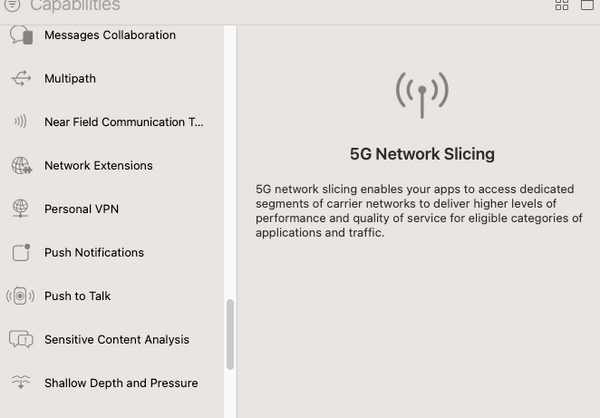 Capabilities
Messages Collaboration
Multipath
Near Field Communication T...
Network Extensions
Personal VPN
Push Notifications
Push to Talk
Sensitive Content Analysis
Shallow Depth and Pressure
5G Network Slicing
5G network slicing enables your apps to access dedicated
segments of carrier networks to deliver higher levels of
performance and quality of service for eligible categories of
applications and traffic.